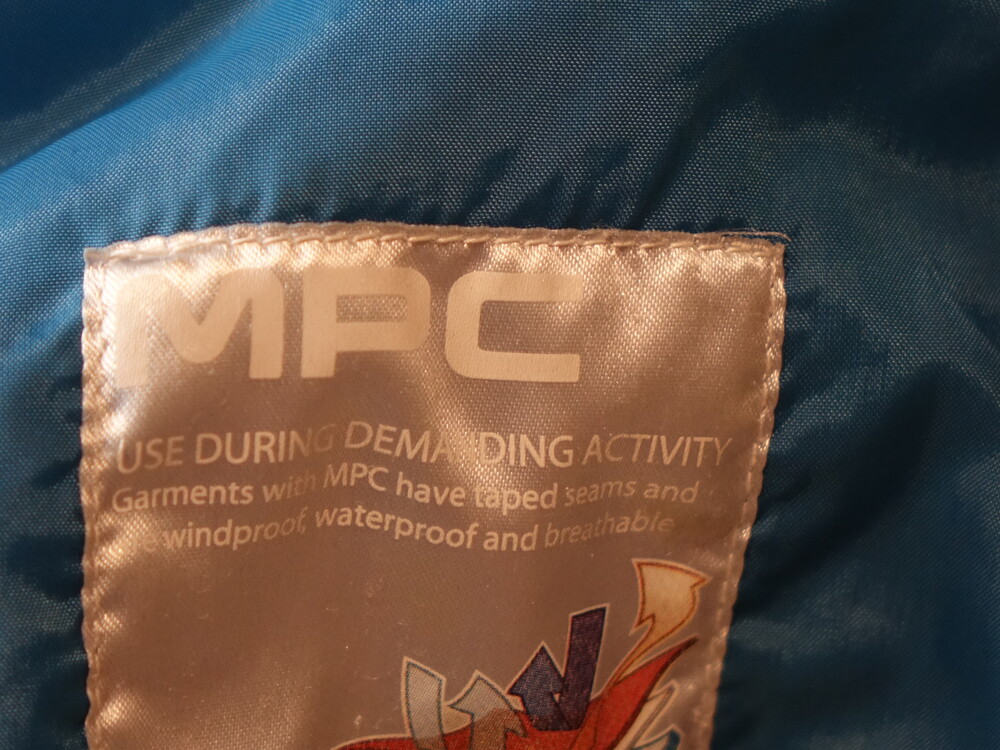 MPC
USE DURING DEMANDING ACTIVITY
Garments with MPC have taped seams and
windproof, waterproof and breathable